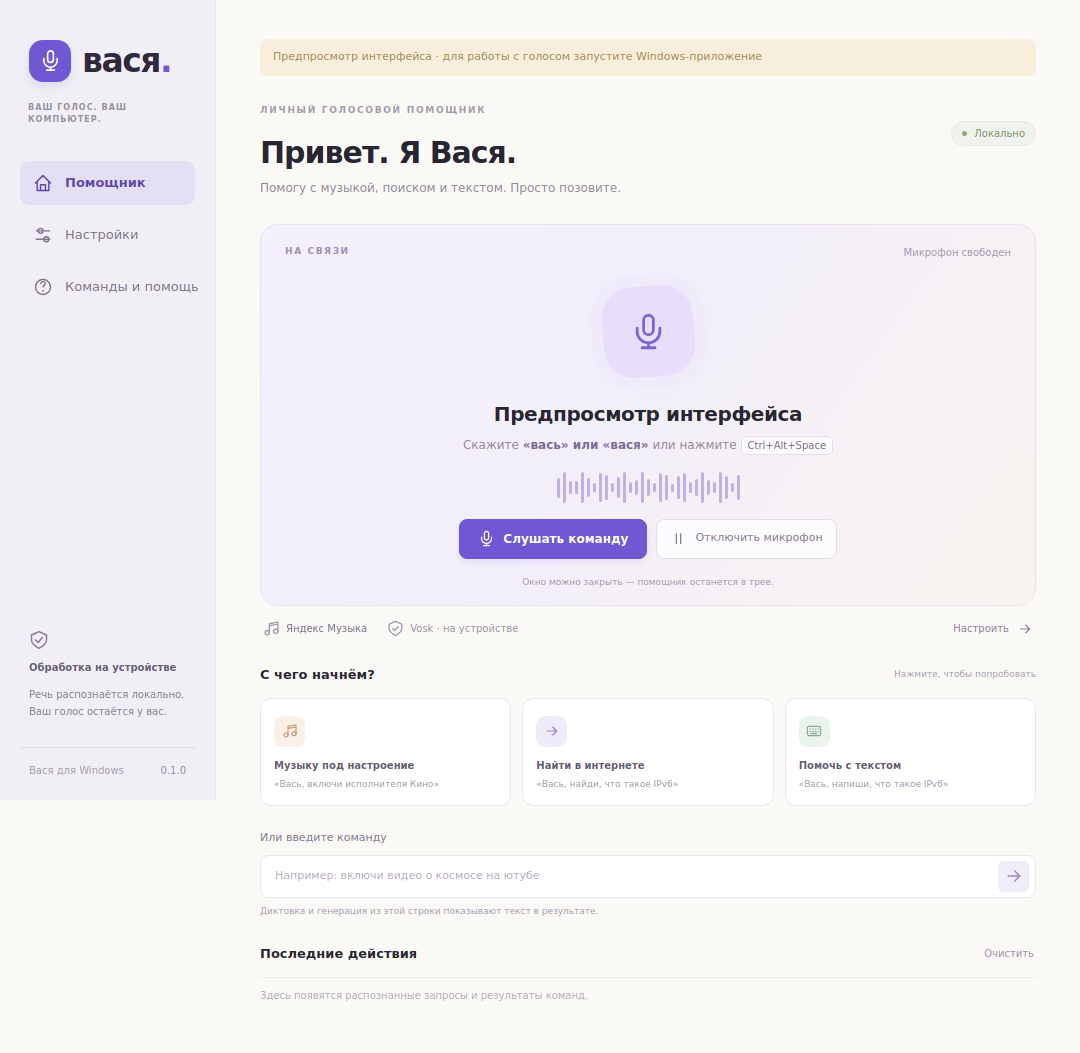 вася.
ВАШ ГОЛОС. ВАШ
КОМПЬЮТЕР.
Помощник
Настройки
Команды и помощь
Обработка на устройстве
Речь распознаётся локально.
Ваш голос остаётся у вас.
Вася для Windows 0.1.0
Предпросмотр интерфейса · для работы с голосом запустите Windows-приложение
ЛИЧНЫЙ ГОЛОСОВОЙ ПОМОЩНИК
Привет. Я Вася.
Локально
Помогу с музыкой, поиском и текстом. Просто позовите.
НА СВЯЗИ
Микрофон свободен
Предпросмотр интерфейса
Скажите «вась» или «вася» или нажмите Ctrl+Alt+Space
Слушать команду
Отключить микрофон
Окно можно закрыть — помощник останется в трее.
Яндекс Музыка
Vosk · на устройстве
Настроить
С чего начнём?
Нажмите, чтобы попробовать
Музыку под настроение
«Вась, включи исполнителя Кино»
Найти в интернете
«Вась, найди, что такое IPv6»
Помочь с текстом
«Вась, напиши, что такое IPv6»
Или введите команду
Например: включи видео о космосе на ютубе
Диктовка и генерация из этой строки показывают текст в результате.
Последние действия
Очистить
Здесь появятся распознанные запросы и результаты команд.